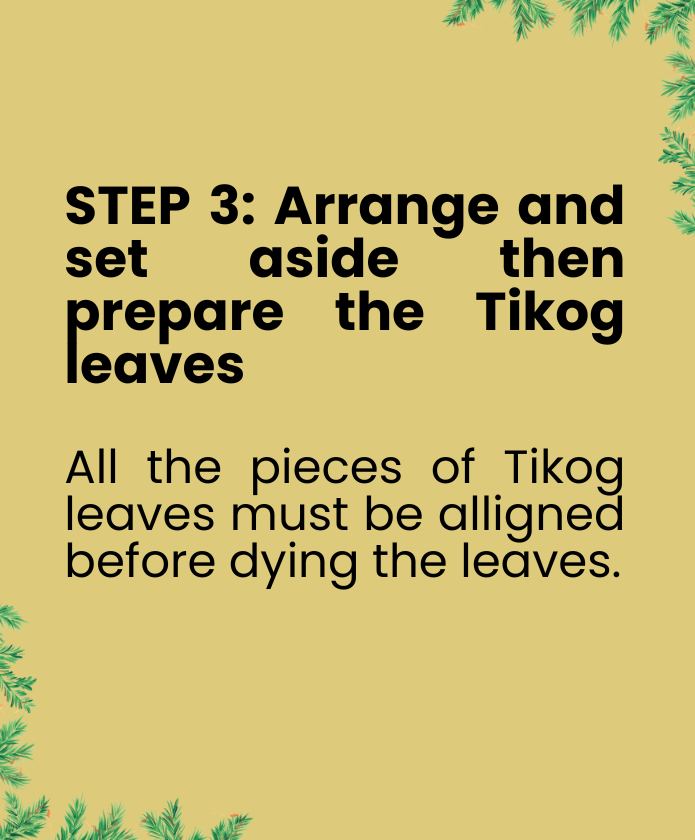 STEP 3: Arrange and
set aside then
prepare the Tikog
leaves
All the pieces of Tikog
leaves must be alligned
before dying the leaves.